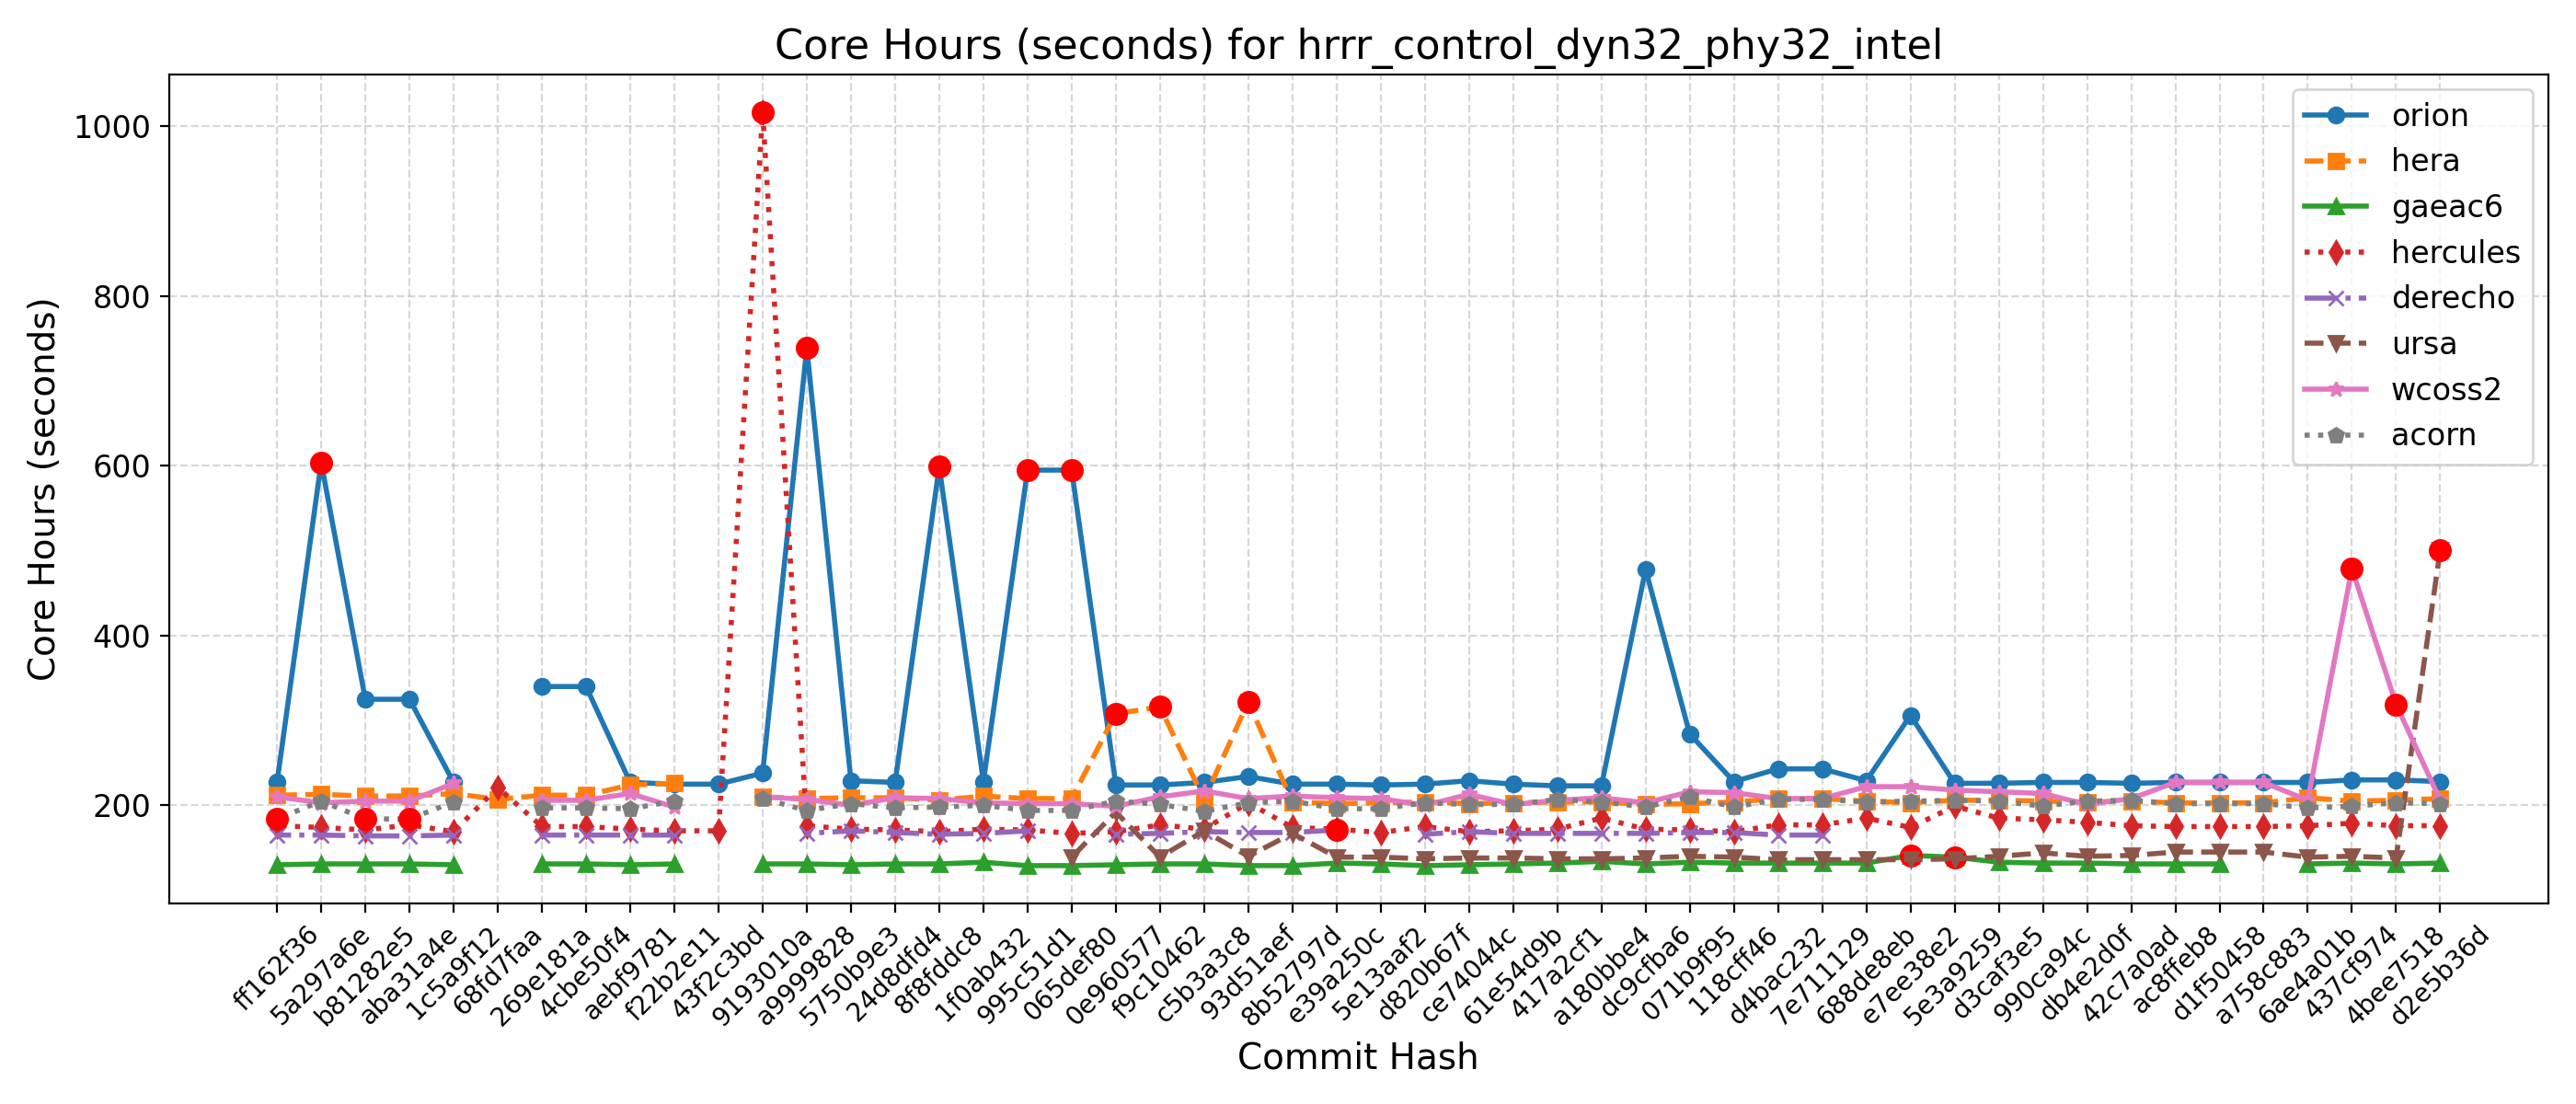 Core Hours (seconds) for hrrr_control_dyn32_phy32_intel
Core Hours (seconds)
1000
800
600
400
200
orion
hera
gaeac6
hercules
derecho
ursa
wcoss2
acorn
ff162f36
5a297a6e
b81282e5
aba31a4e
1c5a9f12
68fd7faa
269e181a
4cbe50f4
aebf9781
f22b2e11
43f2c3bd
9193010a
a9999828
5750b9e3
24d8dfd4
8f8fddc8
1f0ab432
995c51d1
065def80
0e960577
f9c10462
c5b3a3c8
93d51aef
8b52797d
e39a250c
5e13aaf2
d820b67f
ce74044c
61e54d9b
417a2cf1
a180bbe4
dc9cfba6
071b9f95
118cff46
d4bac232
7e711129
688de8eb
e7ee38e2
5e3a9259
d3caf3e5
990ca94c
db4e2d0f
42c7a0ad
ac8ffeb8
d1f50458
a758c883
6ae4a01b
437cf974
4bee7518
d2e5b36d
Commit Hash